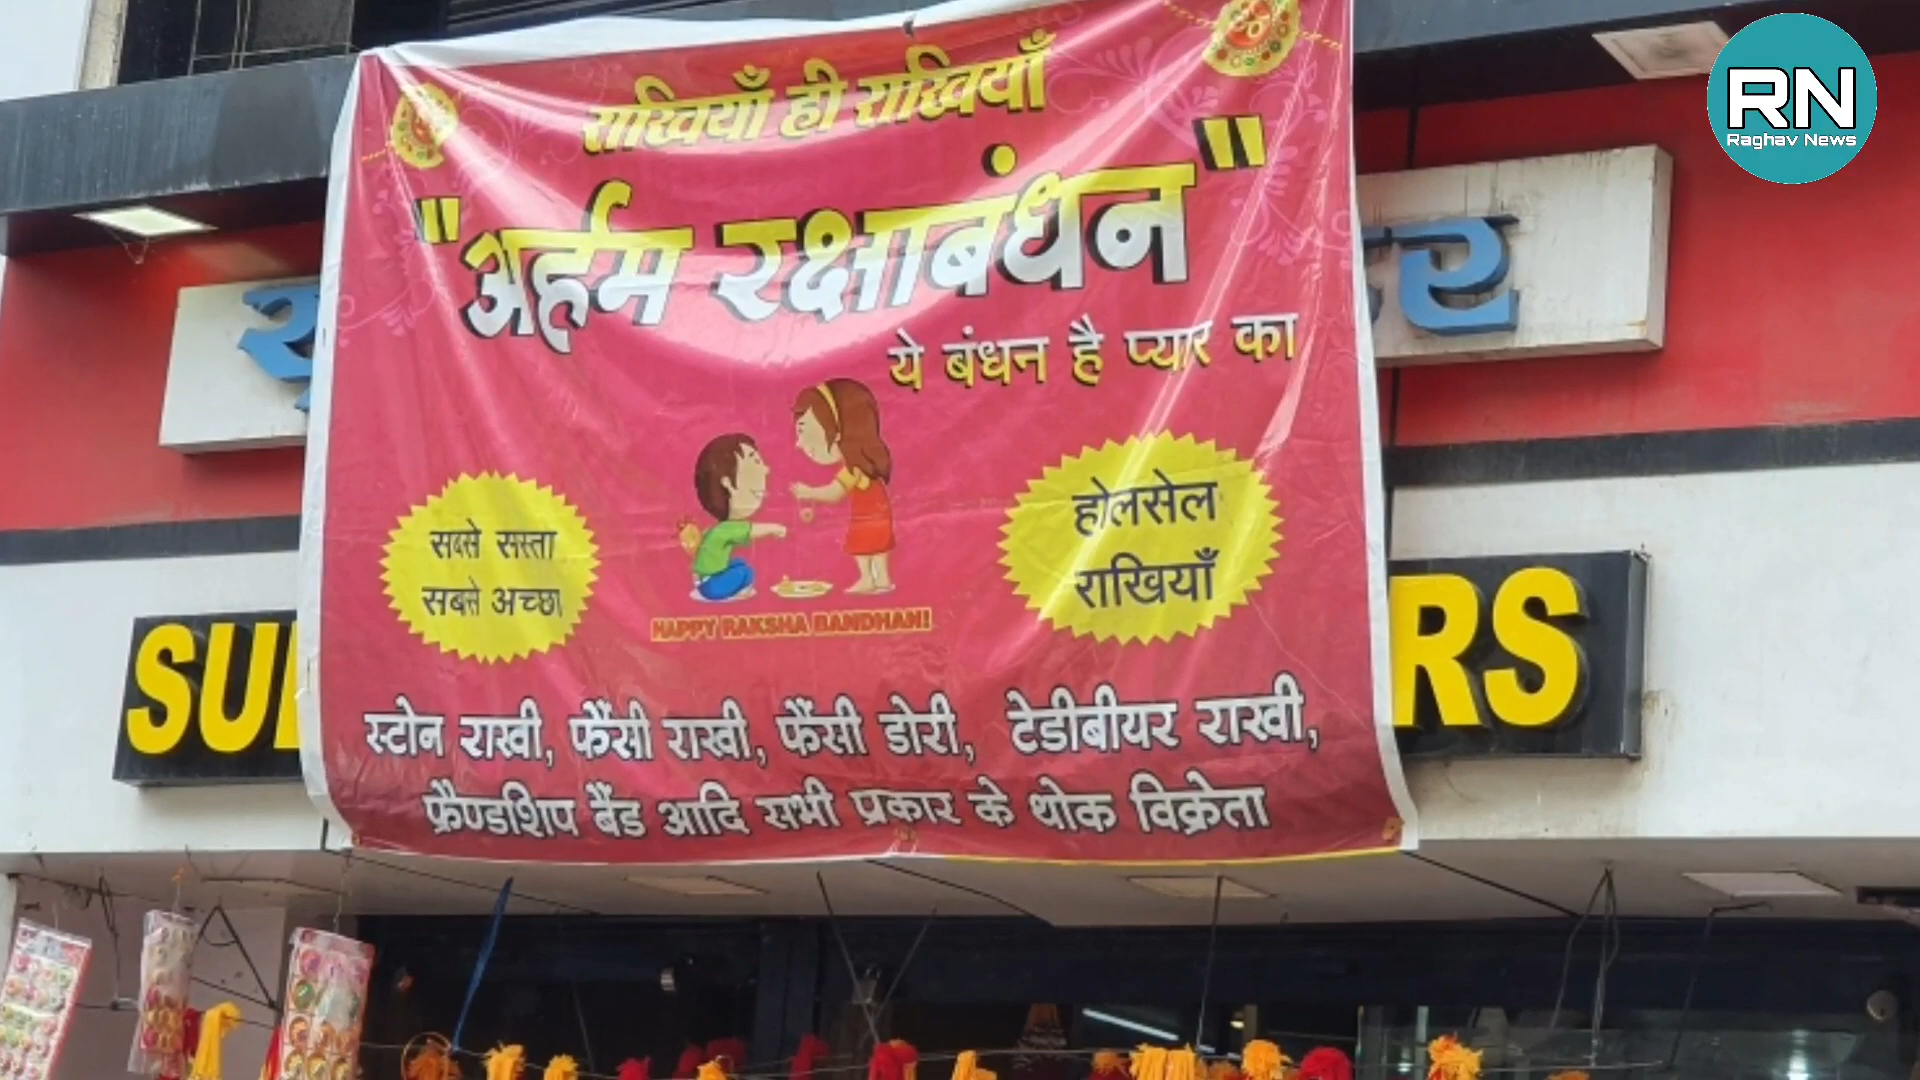 राखियाँ ही राखियाँ
"अर्हम रक्षाबंधन"
ये बंधन है प्यार का
सबसे सस्ता
सबसे अच्छा
होलसेल
राखियाँ
HAPPY RAKSHA BANDHAN!
स्टोन राखी, फैंसी राखी, फैंसी डोरी, टेडीबीयर राखी,
फ्रैण्डशिप बैंड आदि सभी प्रकार के थोक विक्रेता
RN
Raghav News